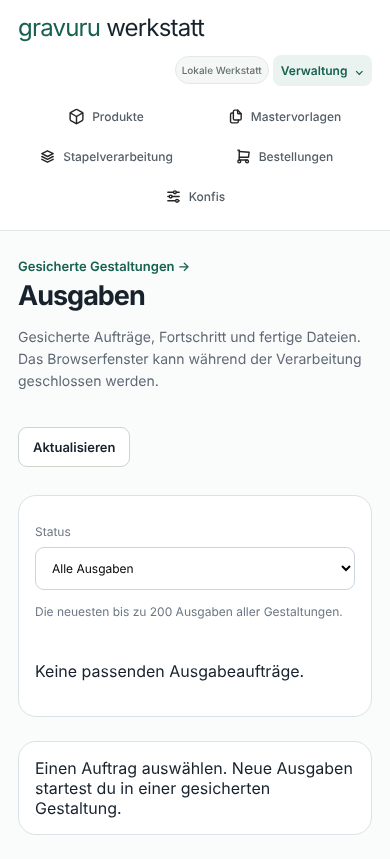 gravuru werkstatt
Lokale Werkstatt
Verwaltung
Produkte
Mastervorlagen
Stapelverarbeitung
Bestellungen
Konfis
Gesicherte Gestaltungen →
Ausgaben
Gesicherte Aufträge, Fortschritt und fertige Dateien.
Das Browserfenster kann während der Verarbeitung
geschlossen werden.
Aktualisieren
Status
Alle Ausgaben
Die neuesten bis zu 200 Ausgaben aller Gestaltungen.
Keine passenden Ausgabeaufträge.
Einen Auftrag auswählen. Neue Ausgaben
startest du in einer gesicherten
Gestaltung.